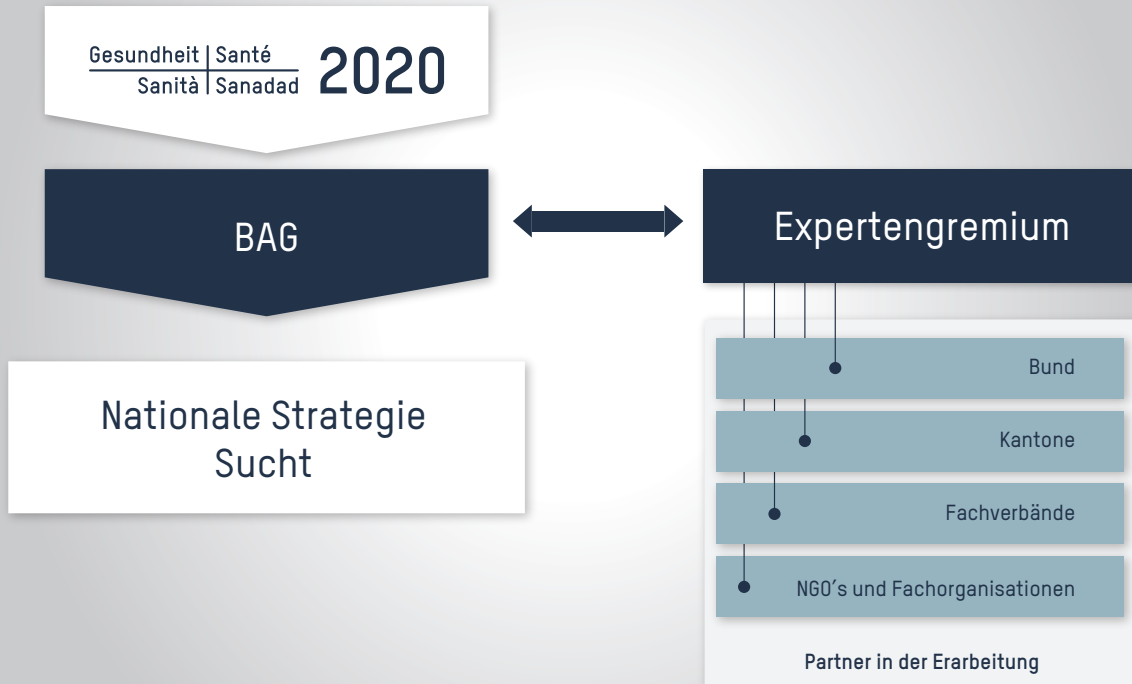 Gesundheit Santé
Sanità Sanadad
2020
BAG
Nationale Strategie
Sucht
Expertengremium
Bund
Kantone
Fachverbände
NGO´s und Fachorganisationen
Partner in der Erarbeitung